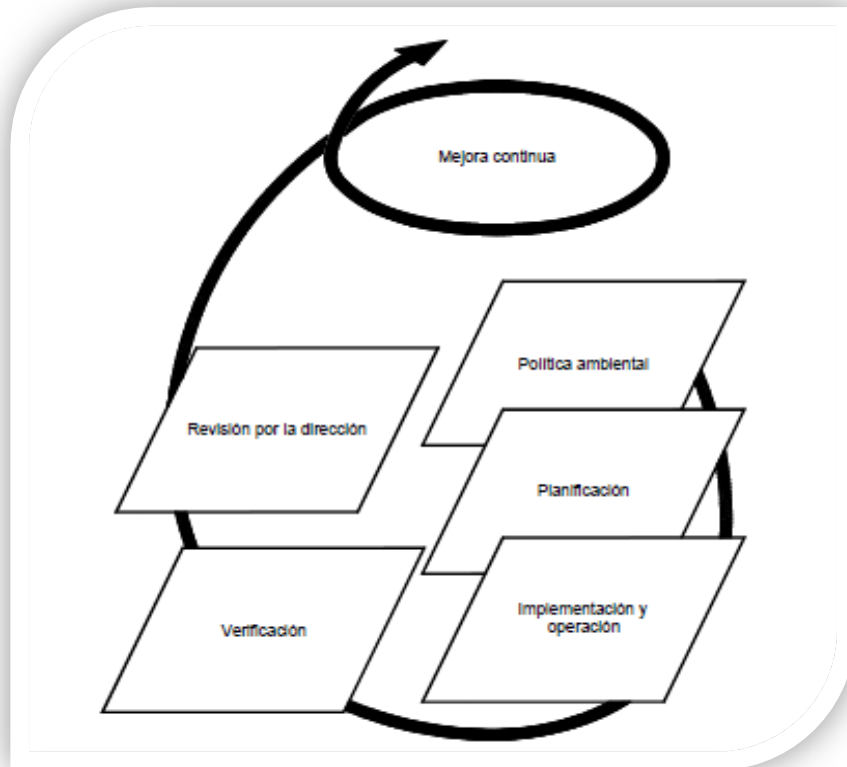 Mejora continua
Política ambiental
Revisión por la dirección
Planificación
Implementación y
operación
Verificación